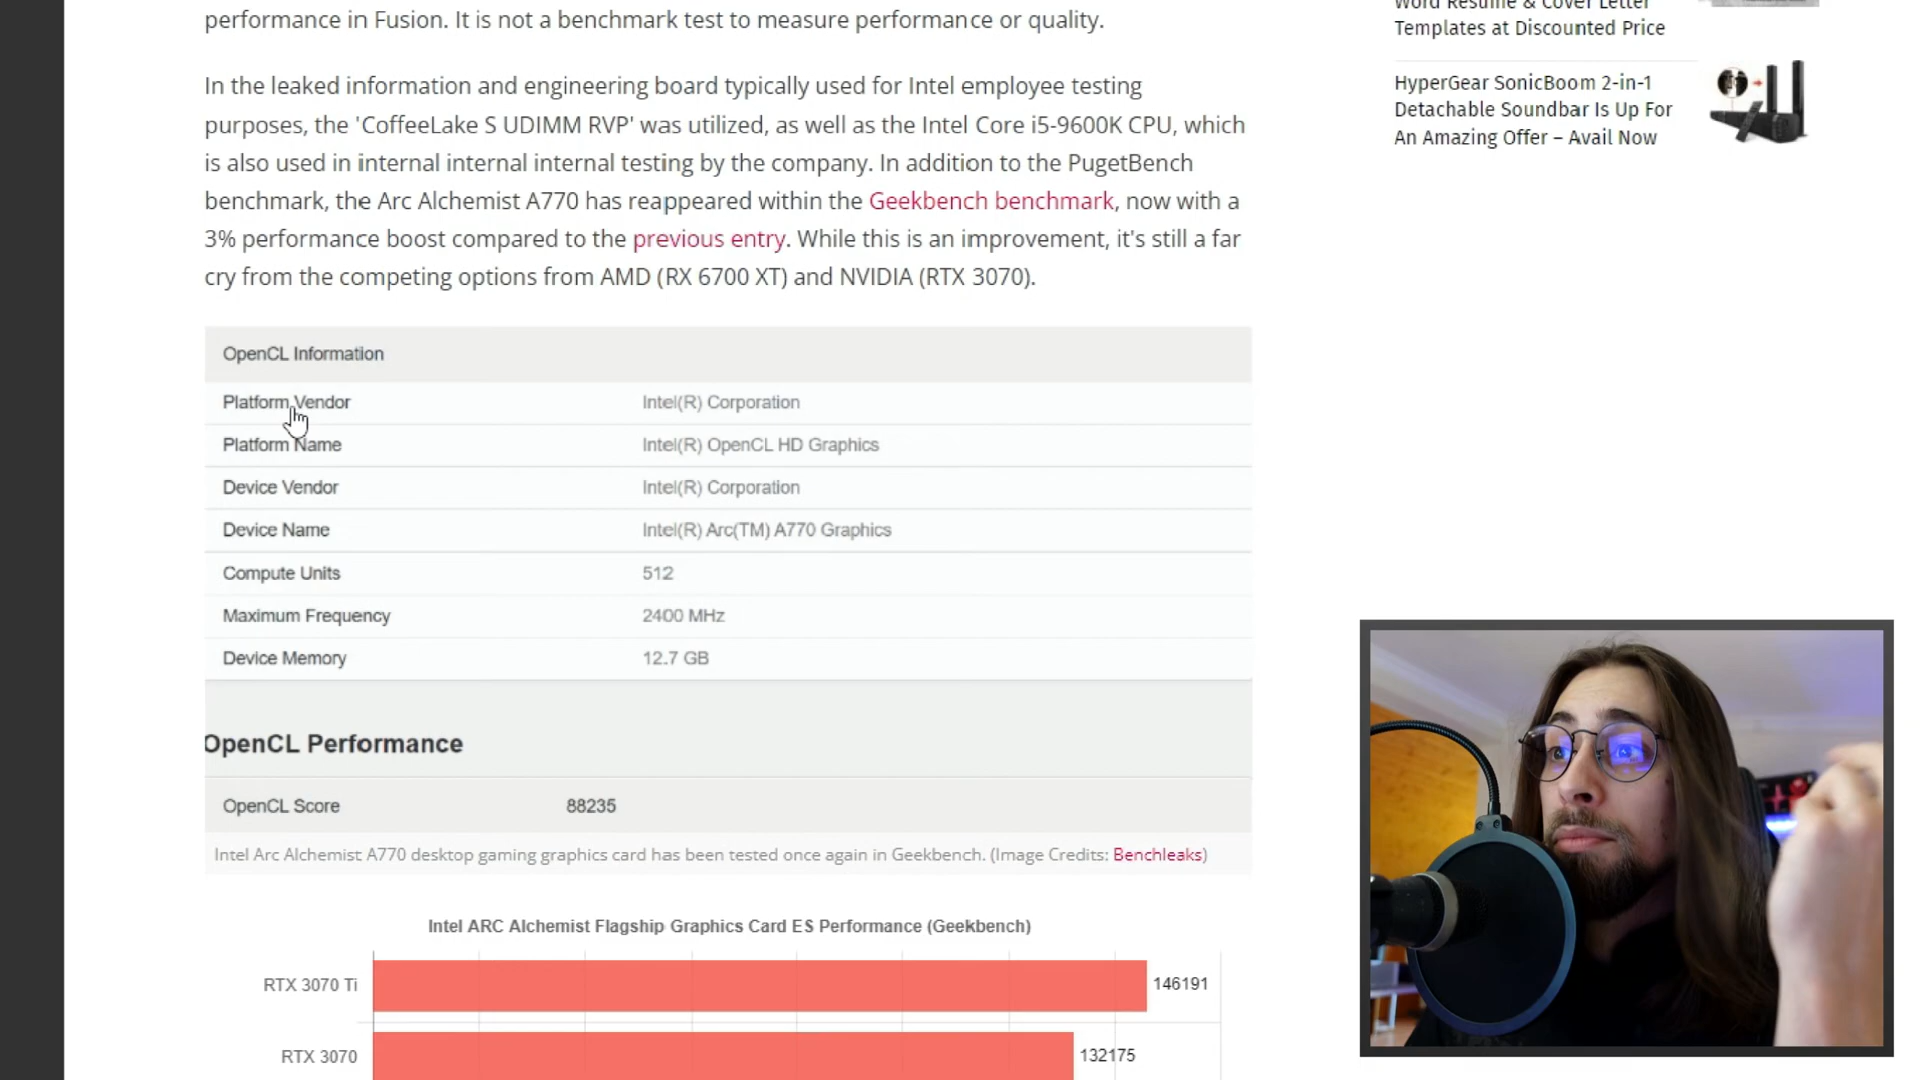 performance in Fusion. It is not a benchmark test to measure performance or quality.
In the leaked information and engineering board typically used for Intel employee testing
purposes, the 'CoffeeLake S UDIMM RVP' was utilized, as well as the Intel Core i5-9600K CPU, which
is also used in internal internal internal testing by the company. In addition to the PugetBench
benchmark, the Arc Alchemist A770 has reappeared within the Geekbench benchmark, now with a
3% performance boost compared to the previous entry. While this is an improvement, it's still a far
cry from the competing options from AMD (RX 6700 XT) and NVIDIA (RTX 3070).
OpenCL Information
Platform Vendor Intel(R) Corporation
Platform Name Intel(R) OpenCL HD Graphics
Device Vendor Intel(R) Corporation
Device Name Intel(R) Arc(TM) A770 Graphics
Compute Units 512
Maximum Frequency 2400 MHz
Device Memory 12.7 GB
OpenCL Performance
OpenCL Score 88235
Intel Arc Alchemist A770 desktop gaming graphics card has been tested once again in Geekbench. (Image Credits: Benchleaks)
Intel ARC Alchemist Flagship Graphics Card ES Performance (Geekbench)
RTX 3070 Ti 146191
RTX 3070 132175
Word Resume & Cover Letter
Templates at Discounted Price
HyperGear SonicBoom 2-in-1
Detachable Soundbar Is Up For
An Amazing Offer – Avail Now